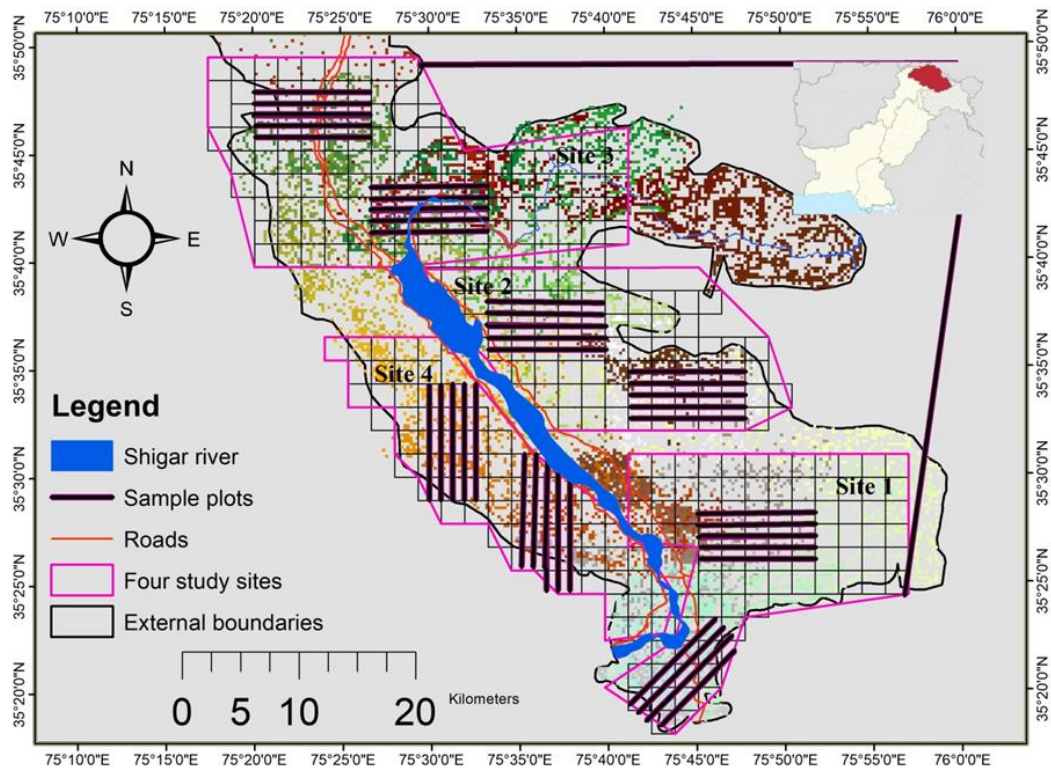 75°10'0"E 75°20'0"E 75°25'0"E 75°30'0"E 75°35'0"E 75°40'0"E 75°45'0"E 75°50'0"E 75°55'0"E 76°0'0"E
35°50'0"N 35°50'0"N
35°45'0"N 35°45'0"N
Site 3
N
W E
S
35°40'0"N 35°40'0"N
Site 2
35°35'0"N 35°35'0"N
Site 4
Legend
Shigar river
35°30'0"N 35°30'0"N
Site 1
Sample plots
Roads
35°25'0"N 35°25'0"N
Four study sites
External boundaries
35°20'0"N 35°20'0"N
Kilometers
0 5 10 20
75°10'0"E 75°20'0"E 75°25'0"E 75°30'0"E 75°35'0"E 75°40'0"E 75°45'0"E 75°50'0"E 75°55'0"E 76°0'0"E